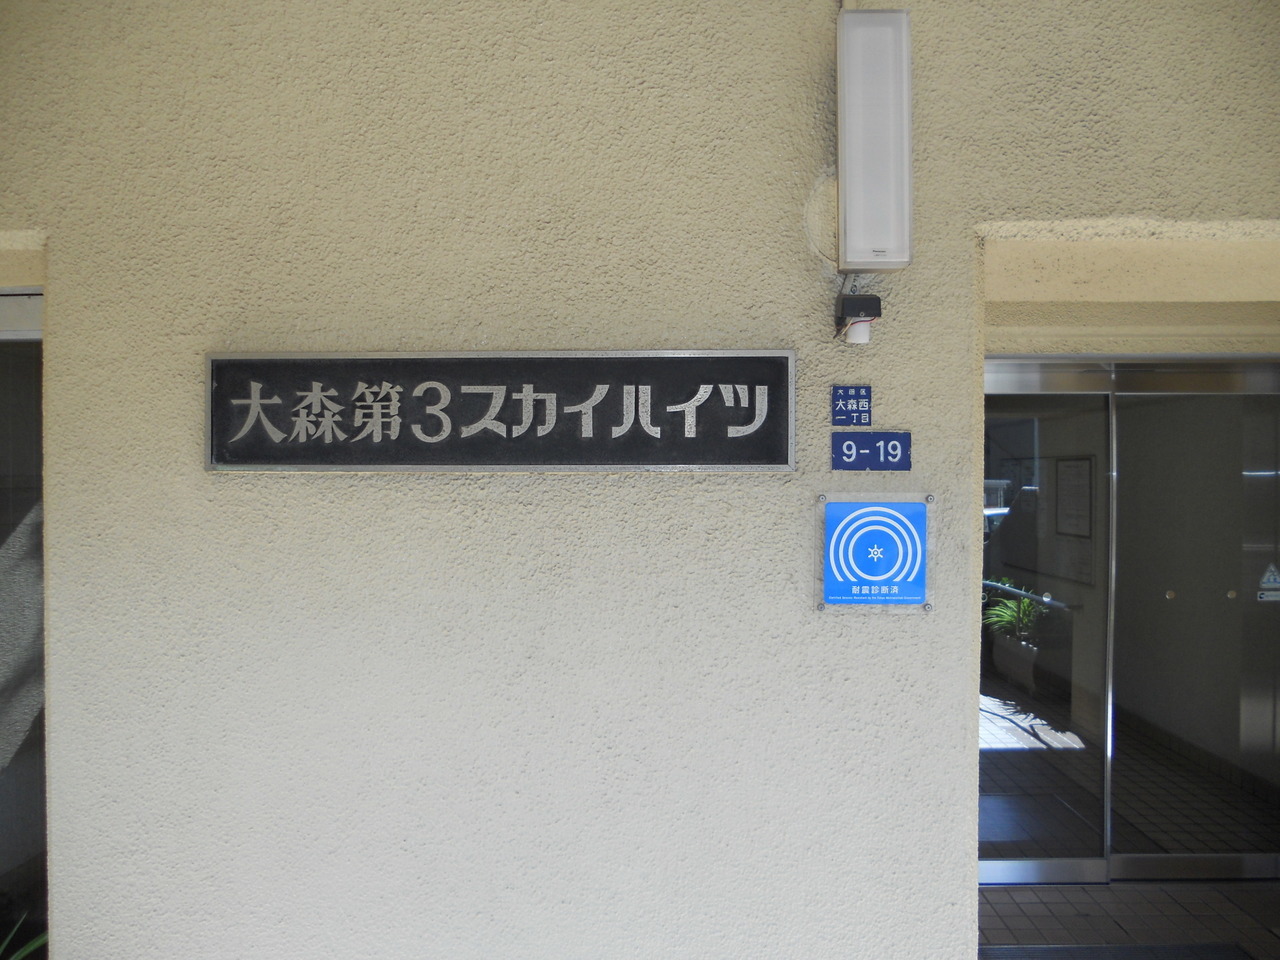 大森第3スカイハイツ
大田区
大森西
一丁目
9-19
耐震診断済